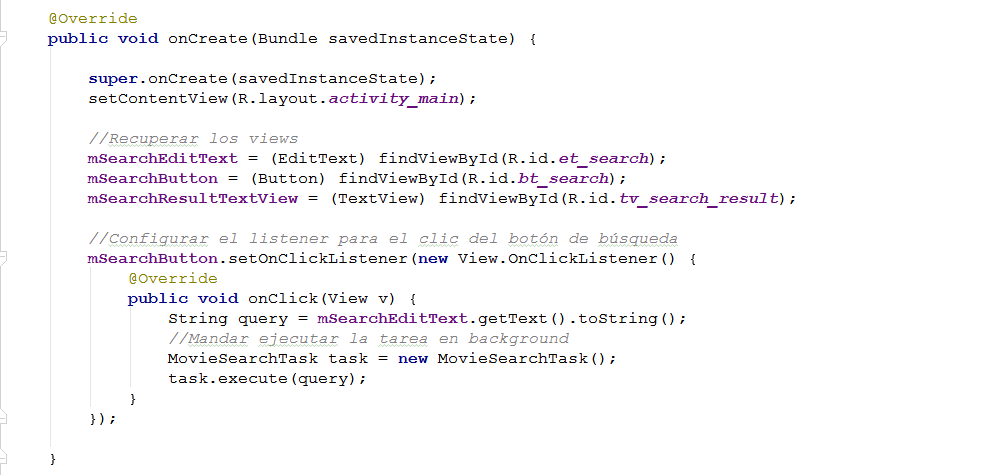 @Override
public void onCreate(Bundle savedInstanceState) {
super.onCreate(savedInstanceState);
setContentView(R.layout.activity_main);
//Recuperar los views
mSearchEditText = (EditText) findViewById(R.id.et_search);
mSearchButton = (Button) findViewById(R.id.bt_search);
mSearchResultTextView = (TextView) findViewById(R.id.tv_search_result);
//Configurar el listener para el clic del botón de búsqueda
mSearchButton.setOnClickListener(new View.OnClickListener() {
@Override
public void onClick(View v) {
String query = mSearchEditText.getText().toString();
//Mandar ejecutar la tarea en background
MovieSearchTask task = new MovieSearchTask();
task.execute(query);
}
});
}